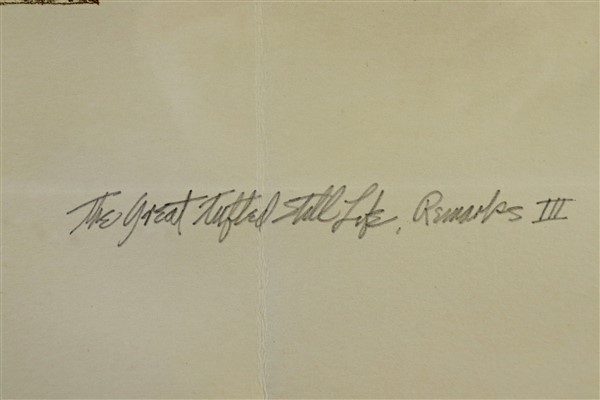 The Great Tufted Still Life, Remarks III